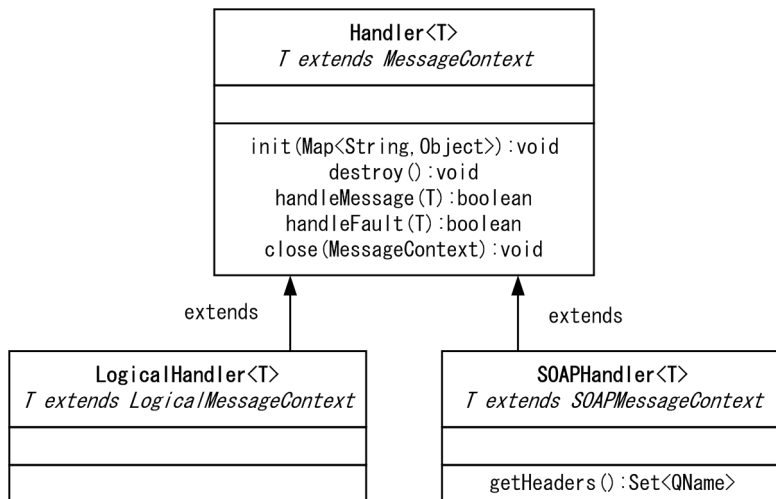 Handler<T>
T extends MessageContext
init(Map<String,Object>):void
destroy():void
handleMessage(T):boolean
handleFault(T):boolean
close(MessageContext):void
extends
extends
LogicalHandler<T>
T extends LogicalMessageContext
SOAPHandler<T>
T extends SOAPMessageContext
getHeaders():Set<QName>